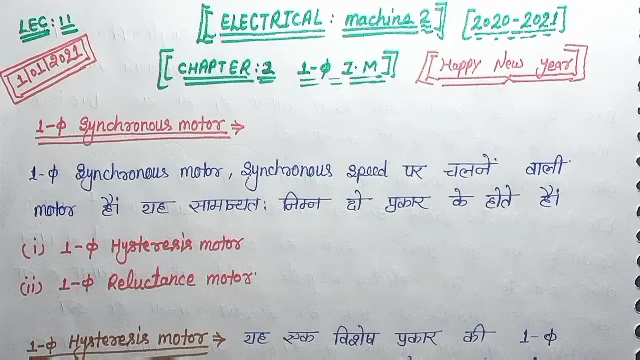 LEC: 11
[ELECTRICAL: machine 2] [2020-2021]
1|01|2021
[CHAPTER: 2 1-ϕ I.M] [Happy New Year]
1-ϕ Synchronous motor ⇒
1-ϕ Synchronous motor, Synchronous Speed पर चलनें वाली
motor है। यह सामान्यतः निम्न दो प्रकार के होते है।
(i) 1-ϕ Hysteresis motor
(ii) 1-ϕ Reluctance motor
1-ϕ Hysteresis motor ⇒ यह एक विशेष प्रकार की 1-ϕ